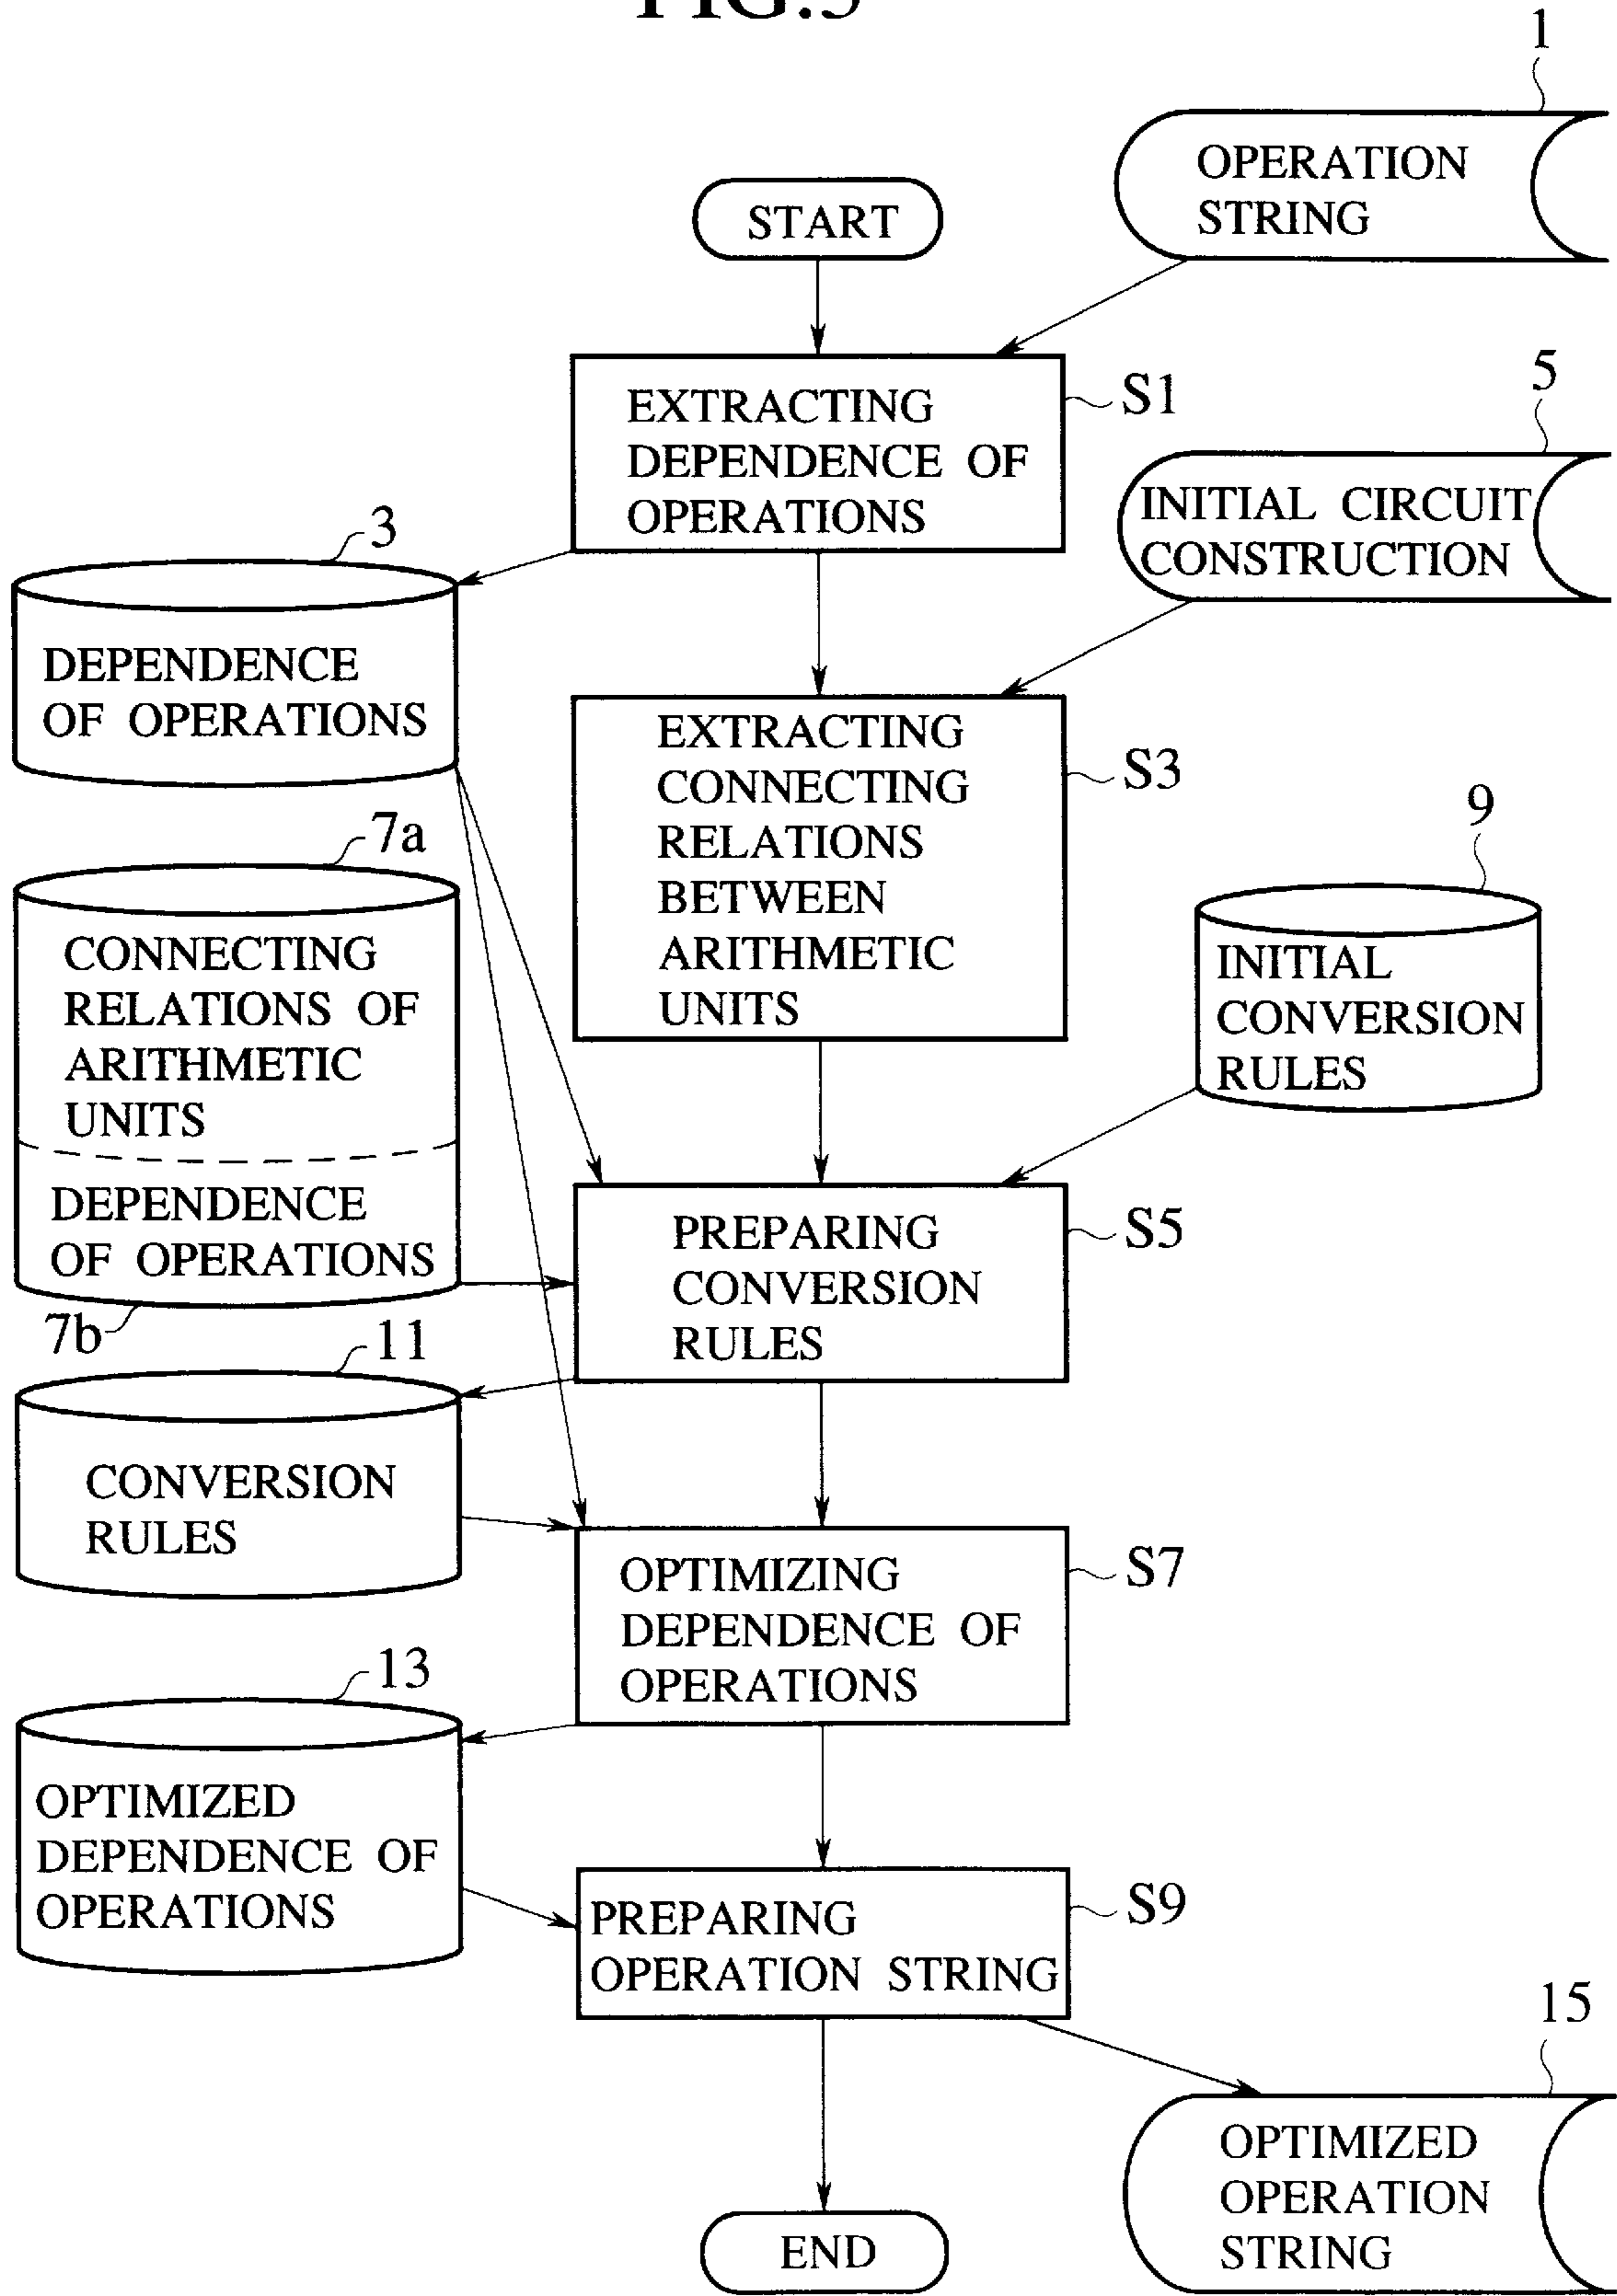 1
OPERATION
STRING
START
EXTRACTING
DEPENDENCE OF
OPERATIONS
S1
5
INITIAL CIRCUIT
CONSTRUCTION
3
DEPENDENCE
OF OPERATIONS
EXTRACTING
CONNECTING
RELATIONS
BETWEEN
ARITHMETIC
UNITS
S3
7a
CONNECTING
RELATIONS OF
ARITHMETIC
UNITS
DEPENDENCE
OF OPERATIONS
7b
9
INITIAL
CONVERSION
RULES
PREPARING
CONVERSION
RULES
S5
11
CONVERSION
RULES
OPTIMIZING
DEPENDENCE OF
OPERATIONS
S7
13
OPTIMIZED
DEPENDENCE OF
OPERATIONS
PREPARING
OPERATION STRING
S9
15
OPTIMIZED
OPERATION
STRING
END